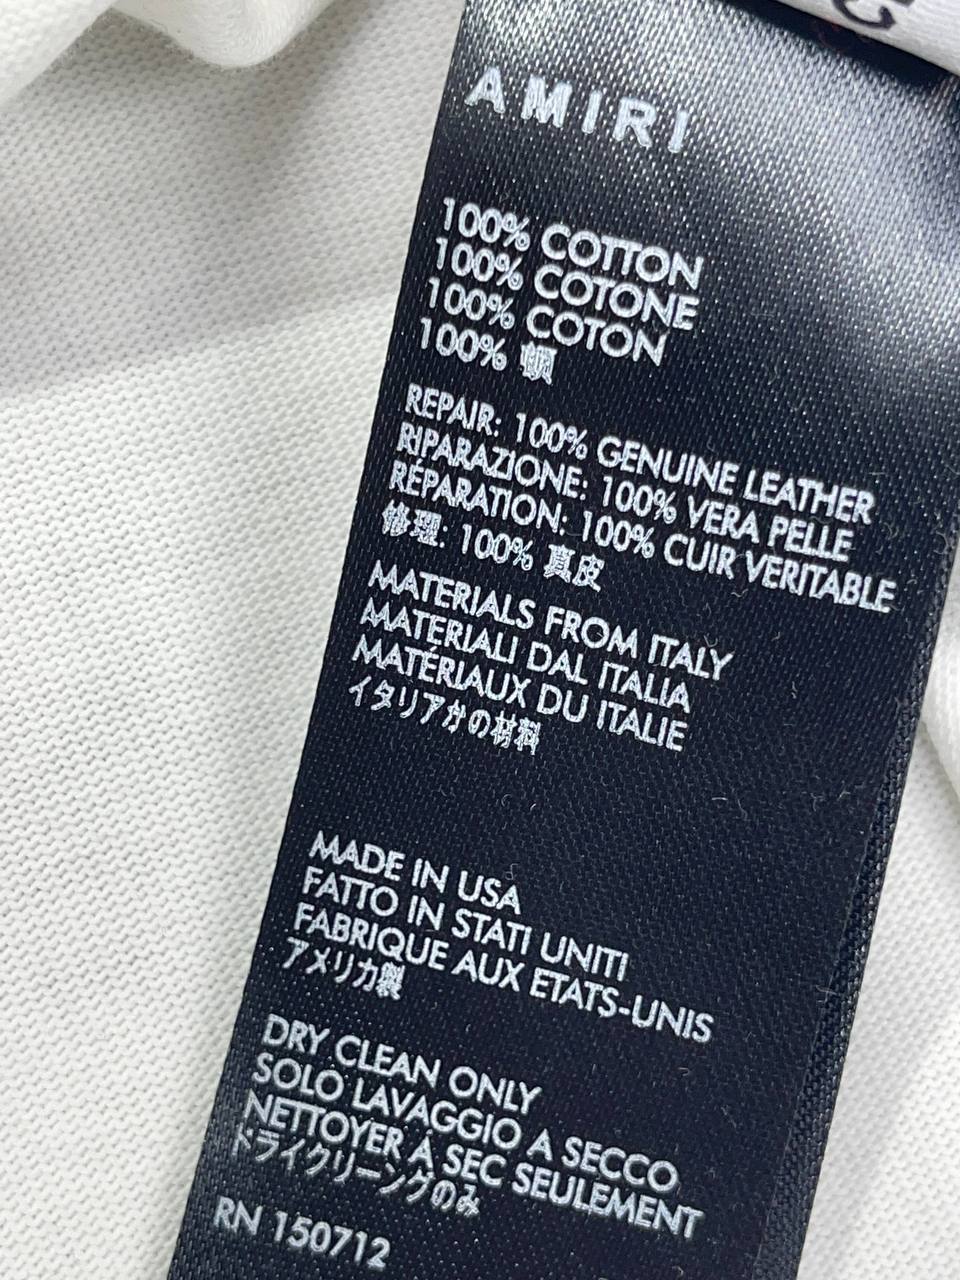 AMIRI
100% COTTON
100% COTONE
100% COTON
100%
REPAIR: 100% GENUINE LEATHER
RIPARAZIONE: 100% VERA PELLE
RÉPARATION: 100% CUIR VERITABLE
修理: 100% 真皮
MATERIALS FROM ITALY
MATERIALI DAL ITALIA
MATÉRIAUX DU ITALIE
イタリアかの材料
MADE IN USA
FATTO IN STATI UNITI
FABRIQUE AUX ETATS-UNIS
アメリカ製
DRY CLEAN ONLY
SOLO LAVAGGIO A SECCO
NETTOYER À SEC SEULEMENT
ドライクリーニングのみ
RN 150712